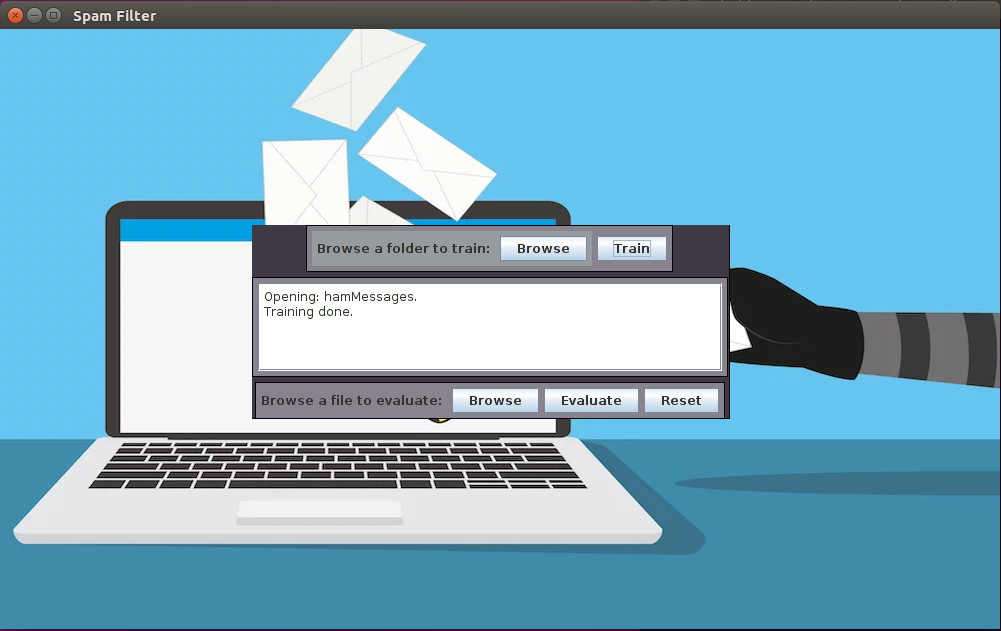 Spam Filter
Browse a folder to train: Browse Train
Opening: hamMessages.
Training done.
Browse a file to evaluate: Browse Evaluate Reset